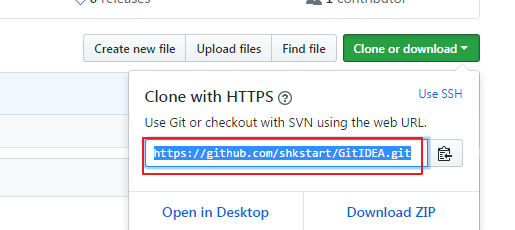 0 releases
1 contributor
Create new file Upload files Find file Clone or download
Clone with HTTPS Use SSH
Use Git or checkout with SVN using the web URL.
https://github.com/shkstart/GitIDEA.git
Open in Desktop Download ZIP